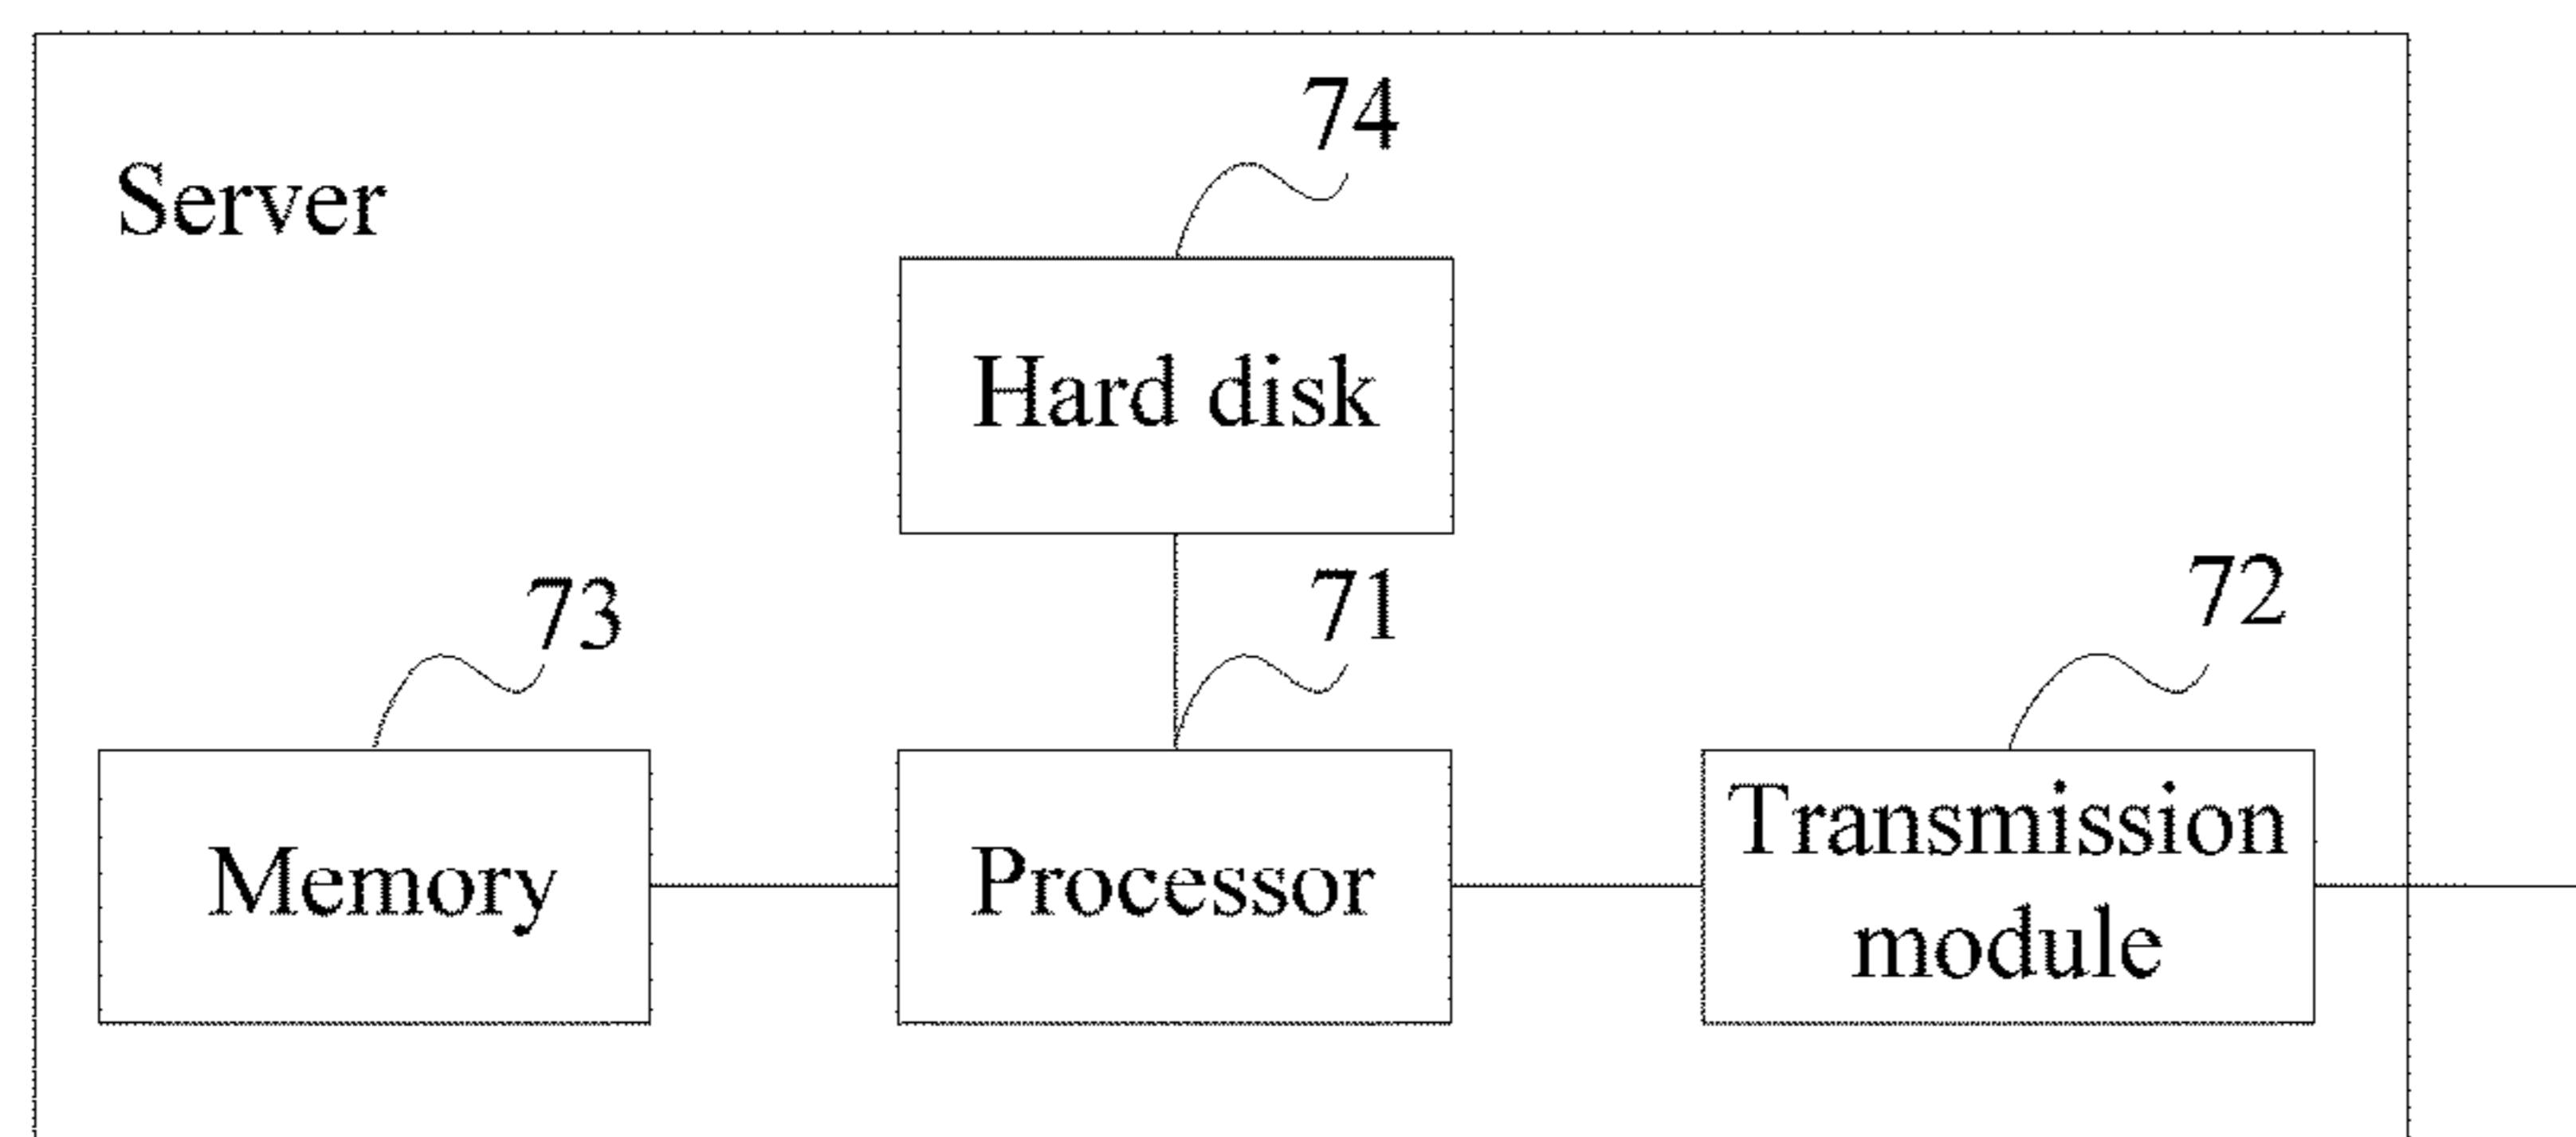 74
Server
Hard disk
73
71
72
Memory
Processor
Transmission
module